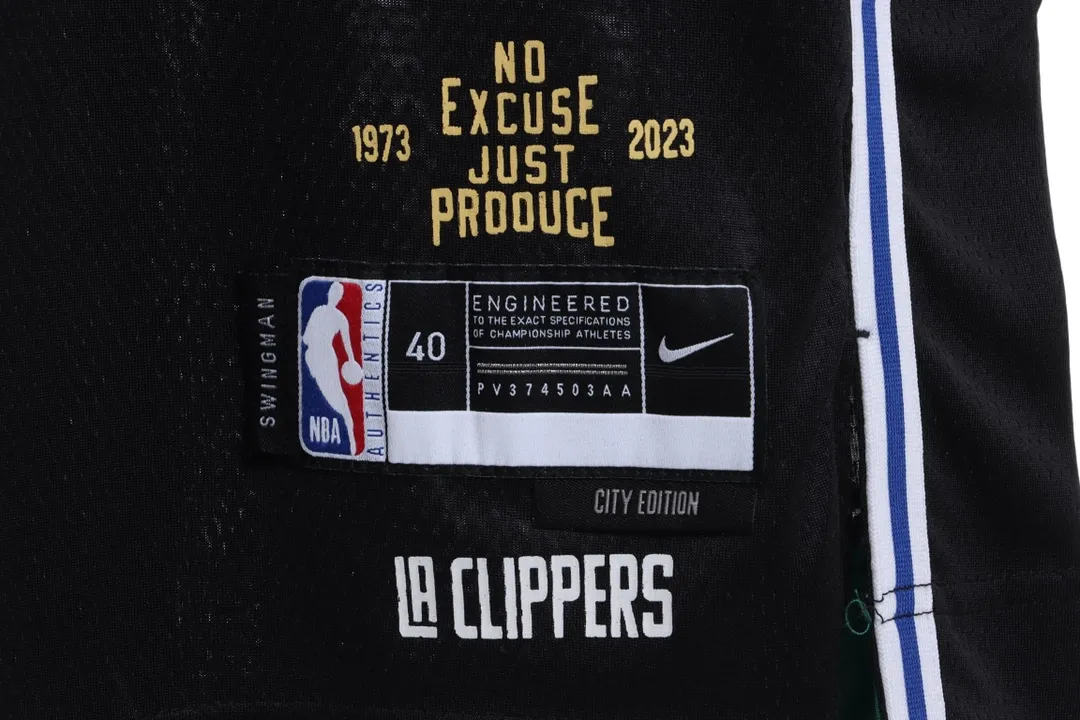 NO
EXCUSE
1973
2023
JUST
PRODUCE
SWINGMAN
NBA
AUTHENTICS
40
ENGINEERED
TO THE EXACT SPECIFICATIONS
OF CHAMPIONSHIP ATHLETES
PV374503AA
CITY EDITION
LA CLIPPERS